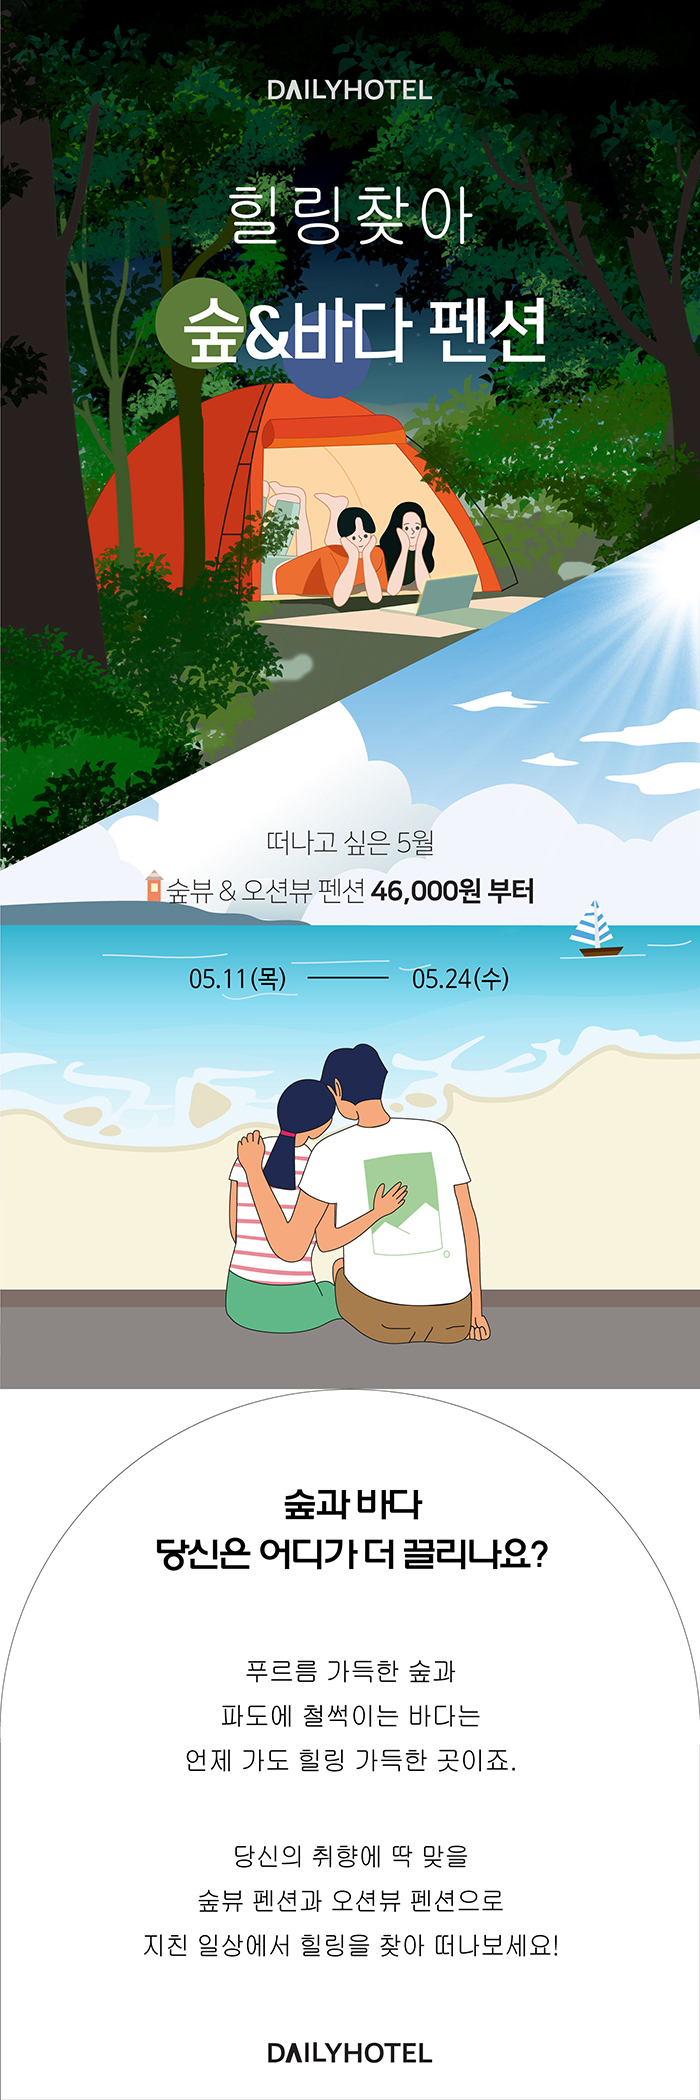 DAILYHOTEL
힐링찾아
숲&바다 펜션
떠나고 싶은 5월
숲뷰 & 오션뷰 펜션 46,000원 부터
05.11(목) 05.24(수)
숲과 바다
당신은 어디가 더 끌리나요?
푸르름 가득한 숲과
파도에 철썩이는 바다는
언제 가도 힐링 가득한 곳이죠.
당신의 취향에 딱 맞을
숲뷰 펜션과 오션뷰 펜션으로
지친 일상에서 힐링을 찾아 떠나보세요!
DAILYHOTEL